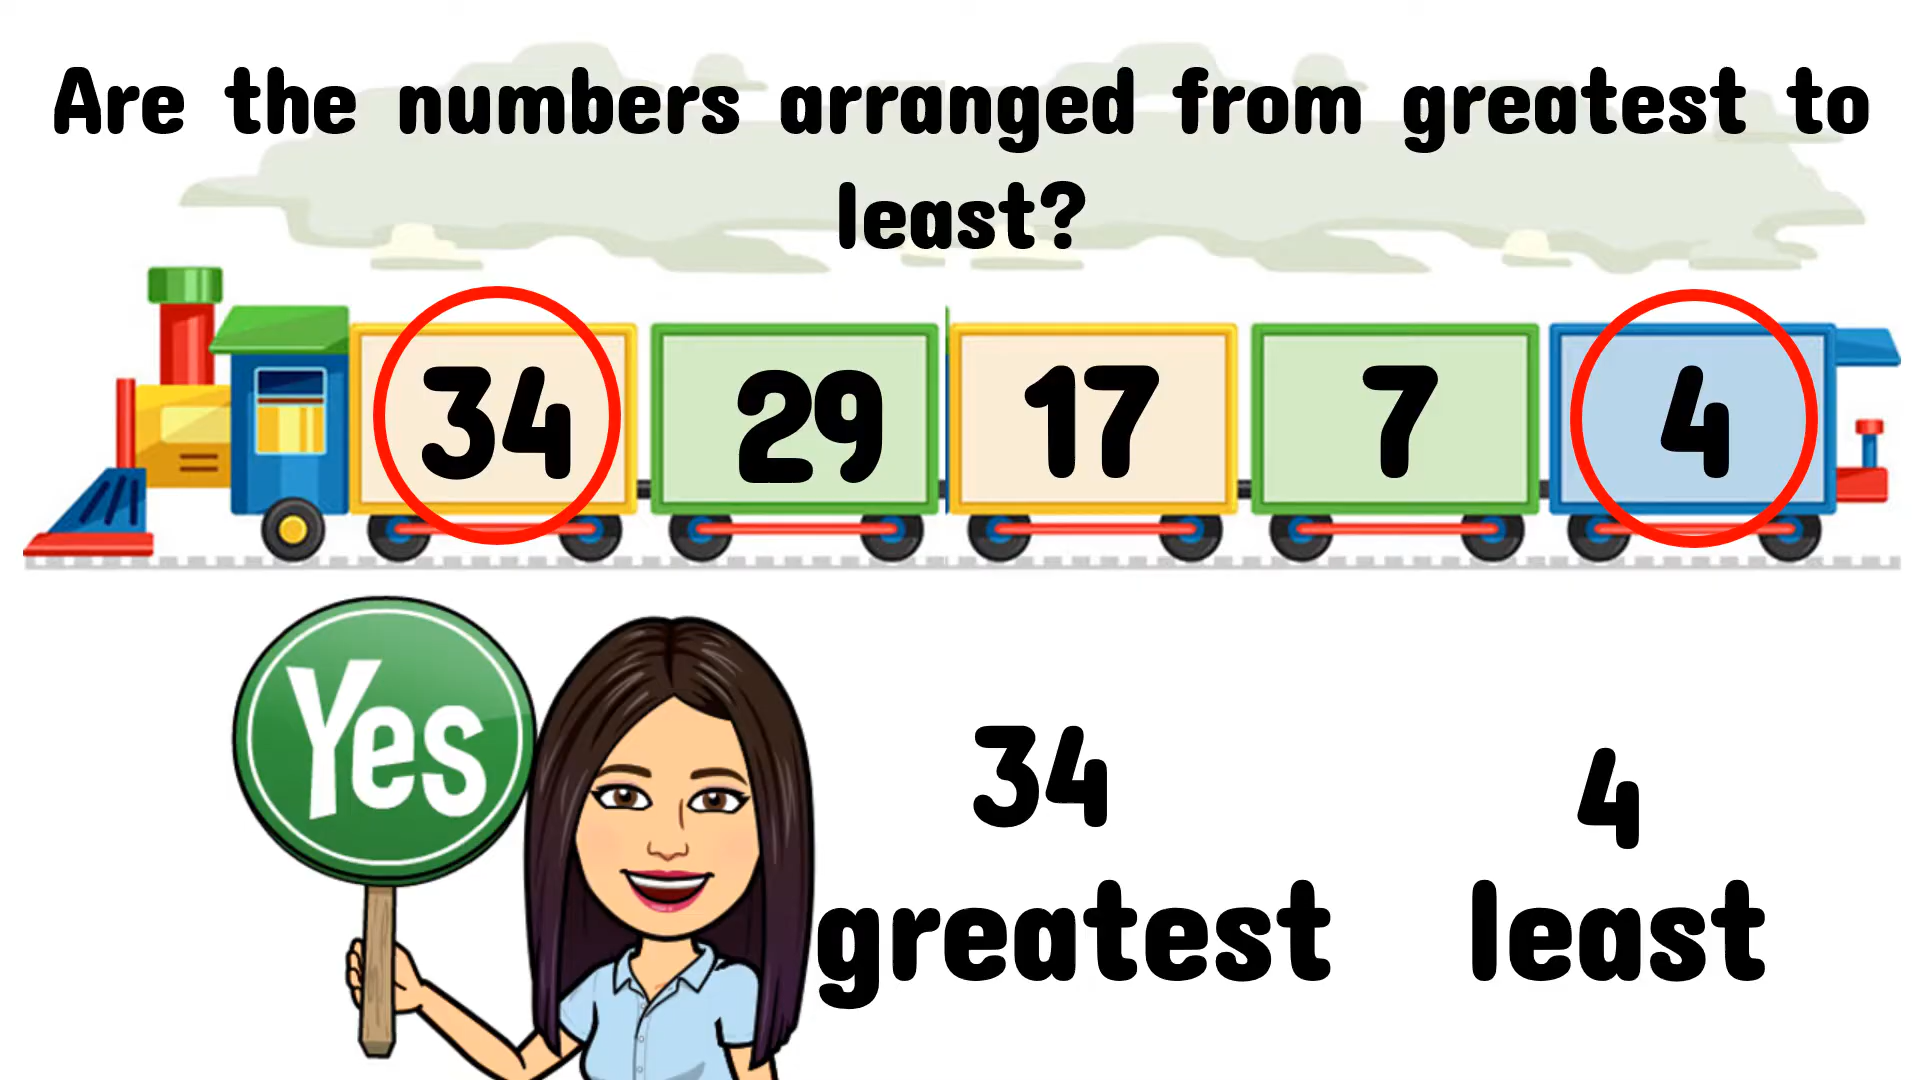 Are the numbers arranged from greatest to
least?
34 29 17 7 4
Yes
34 4
greatest least